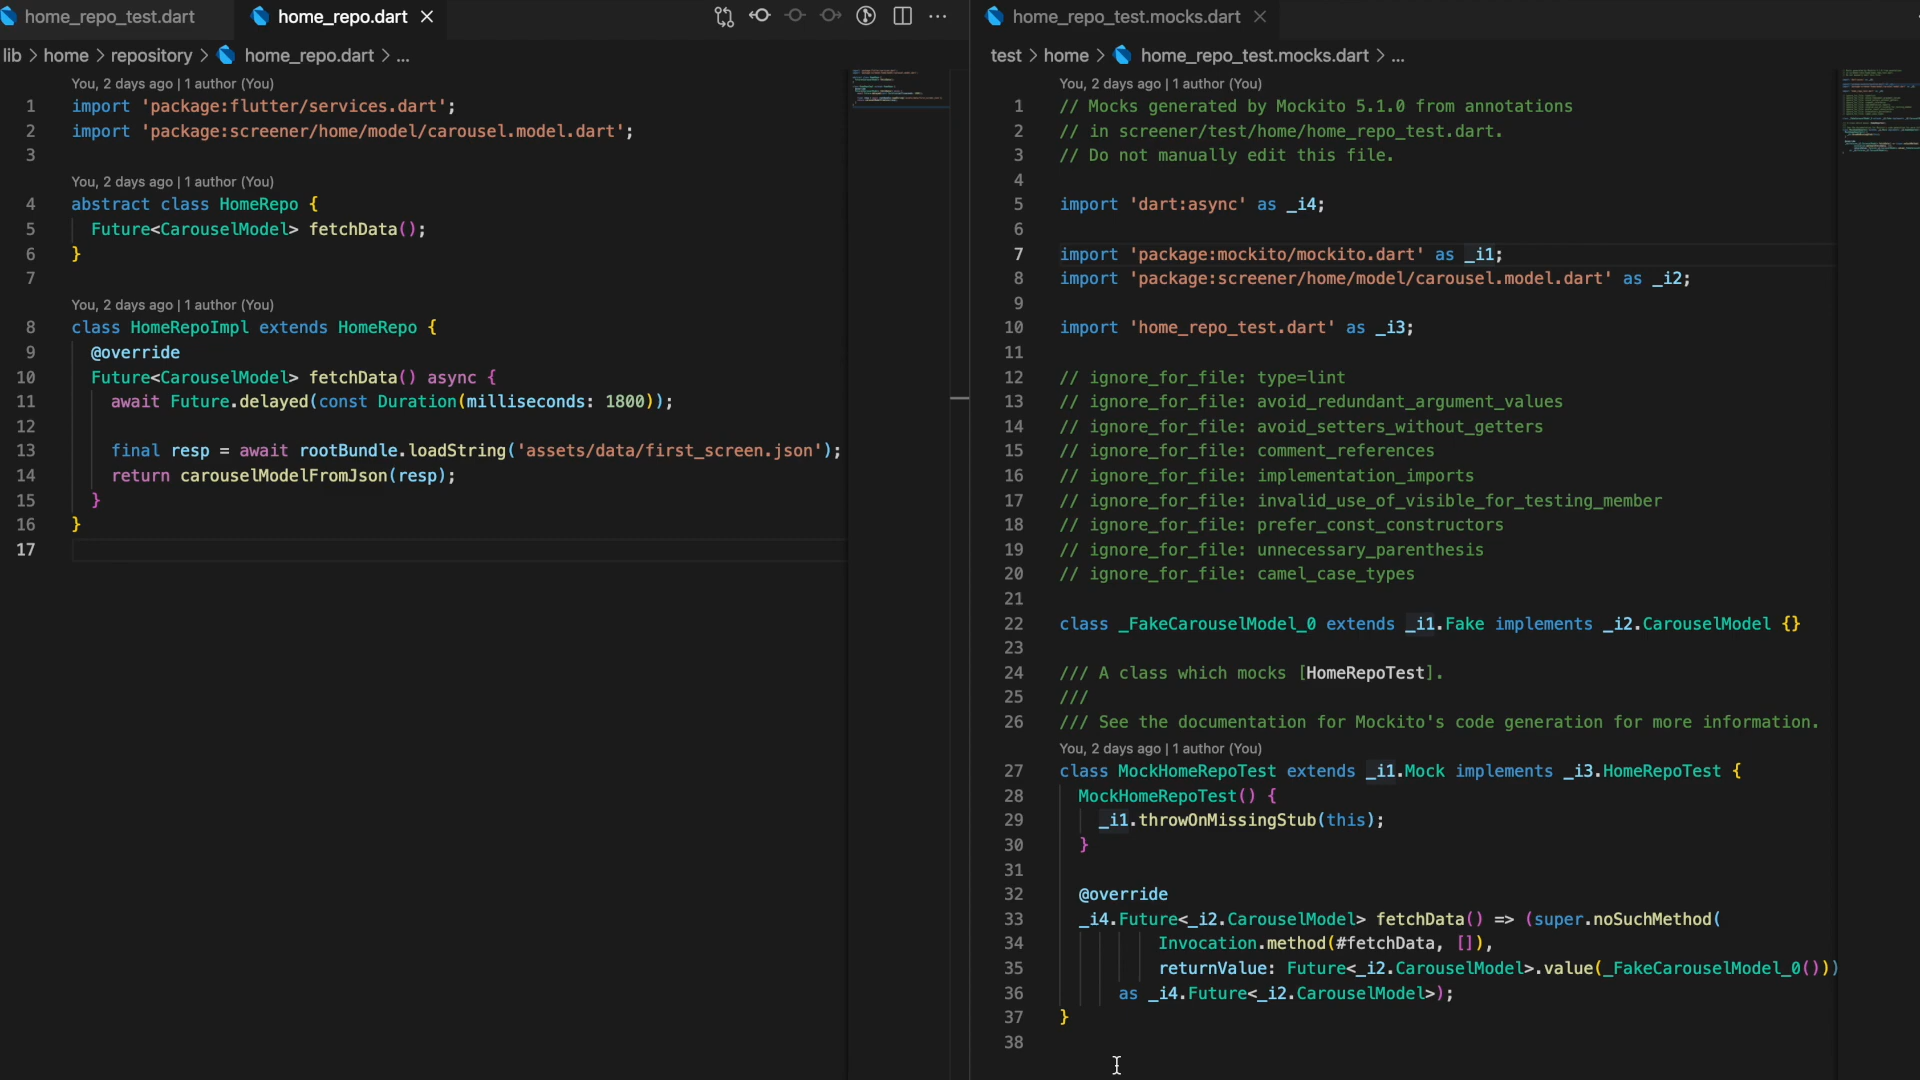 home_repo_test.dart
home_repo.dart
lib > home > repository > home_repo.dart > ...
You, 2 days ago | 1 author (You)
1 import 'package:flutter/services.dart';
2 import 'package:screener/home/model/carousel.model.dart';
3
You, 2 days ago | 1 author (You)
4 abstract class HomeRepo {
5 Future<CarouselModel> fetchData();
6 }
7
You, 2 days ago | 1 author (You)
8 class HomeRepoImpl extends HomeRepo {
9 @override
10 Future<CarouselModel> fetchData() async {
11 await Future.delayed(const Duration(milliseconds: 1800));
12
13 final resp = await rootBundle.loadString('assets/data/first_screen.json');
14 return carouselModelFromJson(resp);
15 }
16 }
17
home_repo_test.mocks.dart
test > home > home_repo_test.mocks.dart > ...
You, 2 days ago | 1 author (You)
1 // Mocks generated by Mockito 5.1.0 from annotations
2 // in screener/test/home/home_repo_test.dart.
3 // Do not manually edit this file.
4
5 import 'dart:async' as _i4;
6
7 import 'package:mockito/mockito.dart' as _i1;
8 import 'package:screener/home/model/carousel.model.dart' as _i2;
9
10 import 'home_repo_test.dart' as _i3;
11
12 // ignore_for_file: type=lint
13 // ignore_for_file: avoid_redundant_argument_values
14 // ignore_for_file: avoid_setters_without_getters
15 // ignore_for_file: comment_references
16 // ignore_for_file: implementation_imports
17 // ignore_for_file: invalid_use_of_visible_for_testing_member
18 // ignore_for_file: prefer_const_constructors
19 // ignore_for_file: unnecessary_parenthesis
20 // ignore_for_file: camel_case_types
21
22 class _FakeCarouselModel_0 extends _i1.Fake implements _i2.CarouselModel {}
23
24 /// A class which mocks [HomeRepoTest].
25 ///
26 /// See the documentation for Mockito's code generation for more information.
You, 2 days ago | 1 author (You)
27 class MockHomeRepoTest extends _i1.Mock implements _i3.HomeRepoTest {
28 MockHomeRepoTest() {
29 _i1.throwOnMissingStub(this);
30 }
31
32 @override
33 _i4.Future<_i2.CarouselModel> fetchData() => (super.noSuchMethod(
34 Invocation.method(#fetchData, []),
35 returnValue: Future<_i2.CarouselModel>.value(_FakeCarouselModel_0()))
36 as _i4.Future<_i2.CarouselModel>);
37 }
38